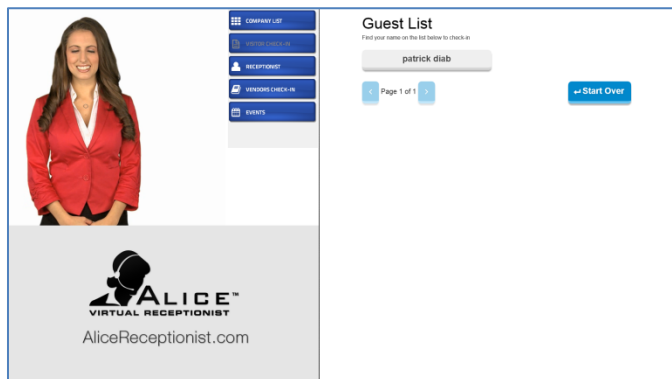 COMPANY LIST
VISITOR CHECK-IN
RECEPTIONIST
VENDORS CHECK-IN
EVENTS
ALICE™
VIRTUAL RECEPTIONIST
AliceReceptionist.com
Guest List
Find your name on the list below to check-in
patrick diab
< Page 1 of 1 >
↵ Start Over